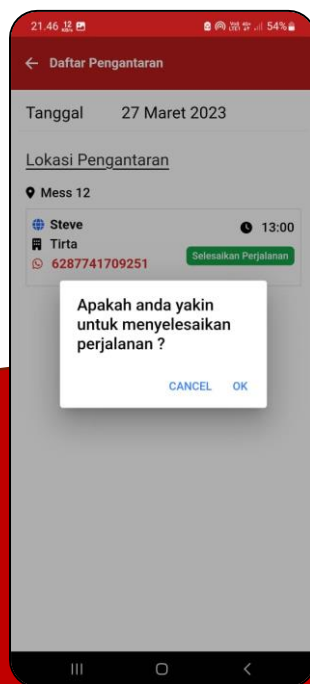 21.46 54%
Daftar Pengantaran
Tanggal 27 Maret 2023
Lokasi Pengantaran
Mess 12
Steve 13:00
Tirta
6287741709251 Selesaikan Perjalanan
Apakah anda yakin
untuk menyelesaikan
perjalanan ?
CANCEL OK